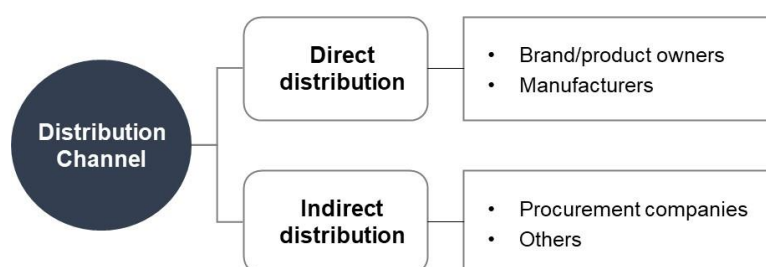 Distribution
Channel
Direct
distribution
• Brand/product owners
• Manufacturers
Indirect
distribution
• Procurement companies
• Others